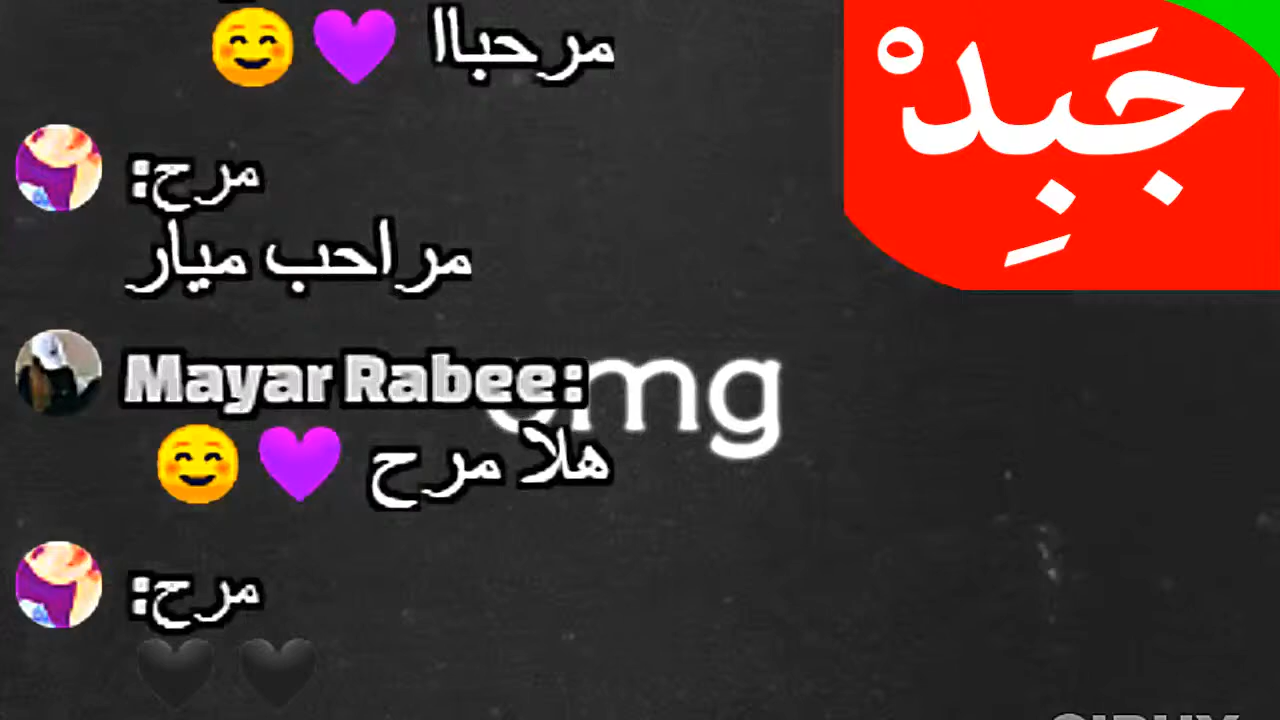 مرحباا 💜 ☺️
جَبِدْ
مرح:
مراحب ميار
Mayar Rabee:
omg
هلا مرح 💜 ☺️
مرح:
🖤 🖤